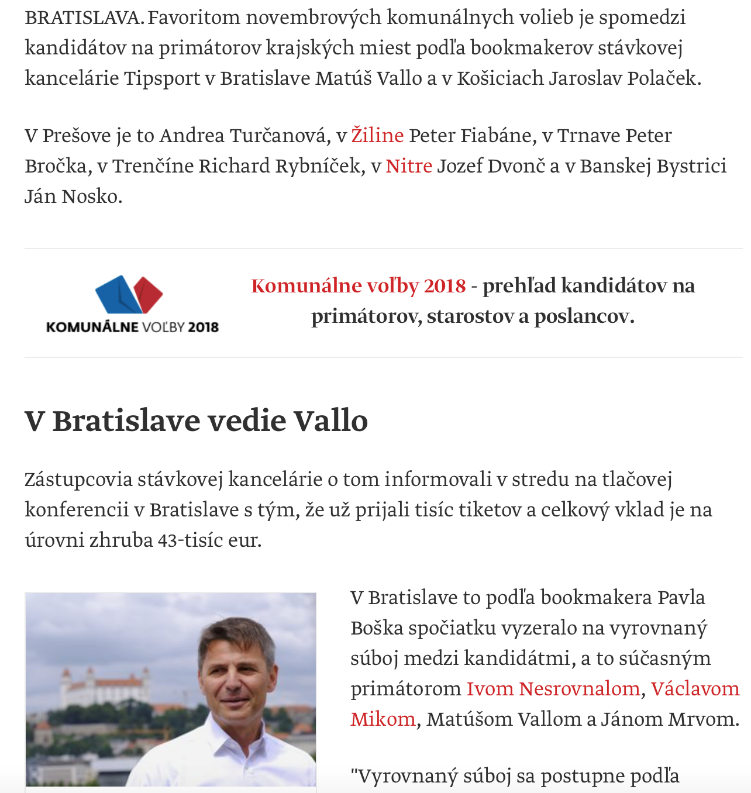 BRATISLAVA. Favoritom novembrových komunálnych volieb je spomedzi
kandidátov na primátorov krajských miest podľa bookmakerov stávkovej
kancelárie Tipsport v Bratislave Matúš Vallo a v Košiciach Jaroslav Polaček.
V Prešove je to Andrea Turčanová, v Žiline Peter Fiabáne, v Trnave Peter
Bročka, v Trenčíne Richard Rybníček, v Nitre Jozef Dvonč a v Banskej Bystrici
Ján Nosko.
KOMUNÁLNE VOĽBY 2018
Komunálne voľby 2018 - prehľad kandidátov na
primátorov, starostov a poslancov.
V Bratislave vedie Vallo
Zástupcovia stávkovej kancelárie o tom informovali v stredu na tlačovej
konferencii v Bratislave s tým, že už prijali tisíc tiketov a celkový vklad je na
úrovni zhruba 43-tisíc eur.
V Bratislave to podľa bookmakera Pavla
Boška spočiatku vyzeralo na vyrovnaný
súboj medzi kandidátmi, a to súčasným
primátorom Ivom Nesrovnalom, Václavom
Mikom, Matúšom Vallom a Jánom Mrvom.
"Vyrovnaný súboj sa postupne podľa